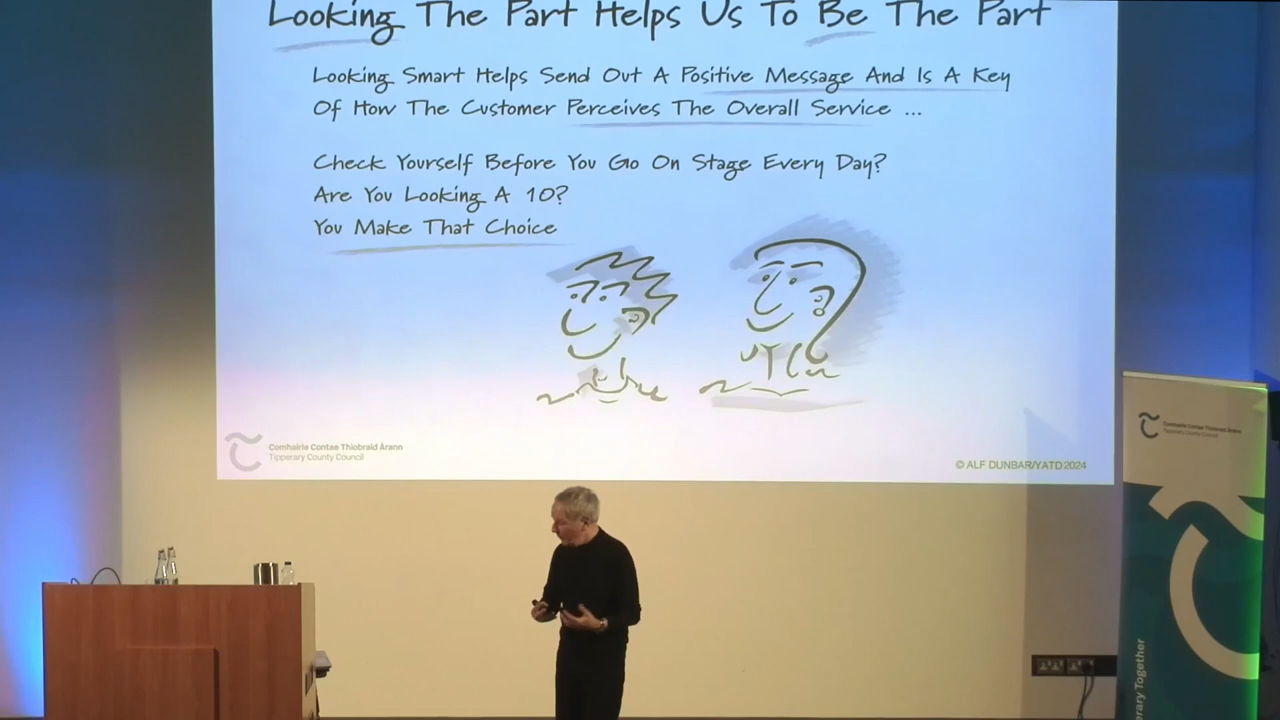 Looking The Part Helps Us To Be The Part
Looking Smart Helps Send Out A Positive Message And Is A Key
Of How The Customer Perceives The Overall Service ...
Check Yourself Before You Go On Stage Every Day?
Are You Looking A 10?
You Make That Choice
Comhairle Contae Thiobraid Árann
Tipperary County Council
© ALF DUNBAR/YATD 2024
Comhairle Contae Thiobraid Árann
Tipperary County Council
erary Together